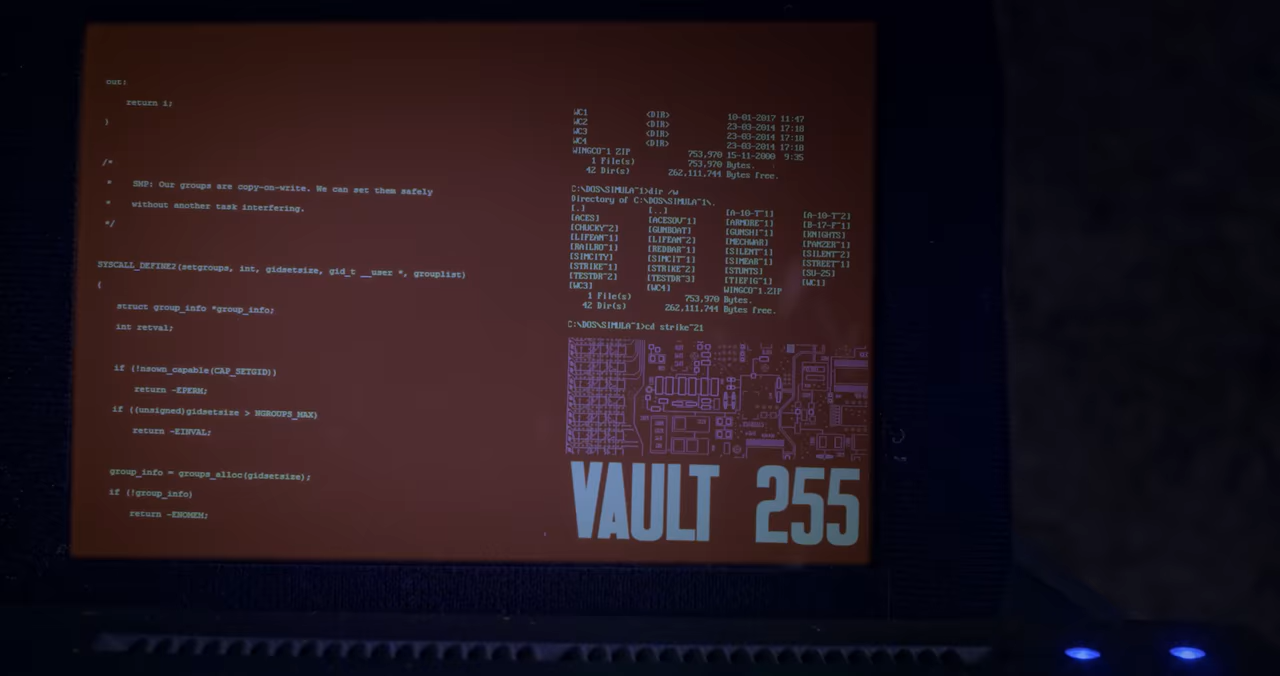 out:
return i;
}
/*
* SMP: Our groups are copy-on-write. We can set them safely
* without another task interfering.
*/
SYSCALL_DEFINE2(setgroups, int, gidsetsize, gid_t __user *, grouplist)
{
struct group_info *group_info;
int retval;
if (!nsown_capable(CAP_SETGID))
return -EPERM;
if ((unsigned)gidsetsize > NGROUPS_MAX)
return -EINVAL;
group_info = groups_alloc(gidsetsize);
if (!group_info)
return -ENOMEM;
WC1 <DIR> 10-01-2017 11:47
WC2 <DIR> 23-03-2014 17:18
WC3 <DIR> 23-03-2014 17:18
WC4 <DIR> 23-03-2014 17:18
WINGCO~1 ZIP 753,970 15-11-2000 9:35
1 File(s) 753,970 Bytes.
42 Dir(s) 262,111,744 Bytes free.
C:\DOS\SIMULA~1>dir /w
Directory of C:\DOS\SIMULA~1\.
[.] [..] [A-10-T~1] [A-10-T~2]
[ACES] [ACESOV~1] [ARMORE~1] [B-17-F~1]
[CHUCKY~2] [GUNBOAT] [GUNSHI~1] [KNIGHTS]
[LIFEAN~1] [LIFEAN~2] [MECHWAR] [PANZER~1]
[RAILRO~1] [REDBAR~1] [SILENT~1] [SILENT~2]
[SIMCITY] [SIMCIT~1] [SIMEAR~1] [STREET~1]
[STRIKE~1] [STRIKE~2] [STUNTS] [SU-25]
[TESTDR~2] [TESTDR~3] [TIEFIG~1] [WC1]
[WC3] [WC4] WINGCO~1.ZIP
1 File(s) 753,970 Bytes.
42 Dir(s) 262,111,744 Bytes free.
C:\DOS\SIMULA~1>cd strike~21
VAULT 255